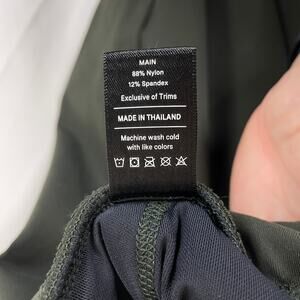 MAIN
88% Nylon
12% Spandex
Exclusive of Trims
MADE IN THAILAND
Machine wash cold
with like colors